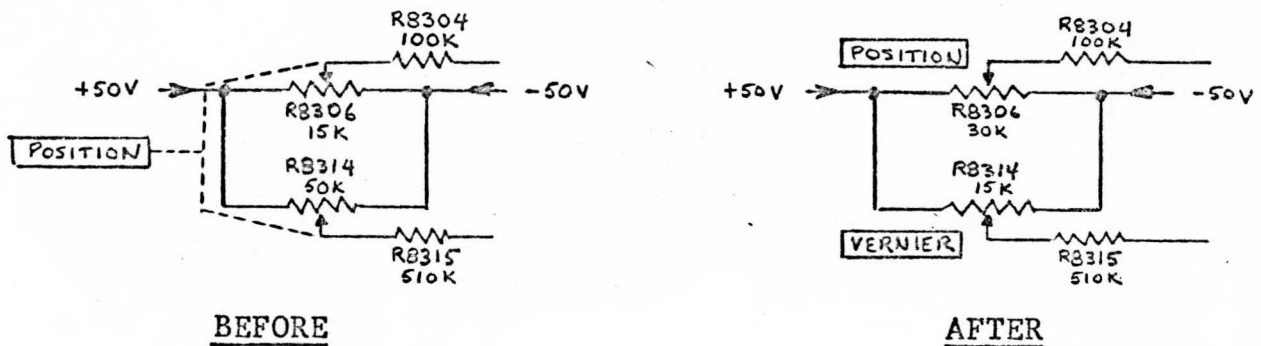 R8304
100K
+50V
-50V
R8306
15K
POSITION
R8314
50K
R8315
510K
BEFORE
R8304
100K
POSITION
+50V
-50V
R8306
30K
R8314
15K
VERNIER
R8315
510K
AFTER